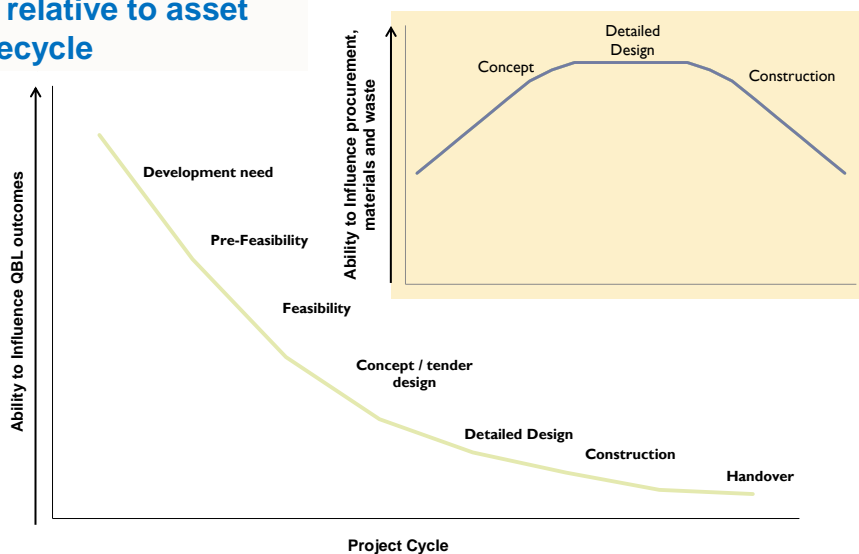 relative to asset
ecycle
Ability to Influence QBL outcomes
Development need
Pre-Feasibility
Feasibility
Concept / tender
design
Detailed Design
Construction
Handover
Project Cycle
Ability to Influence procurement,
materials and waste
Concept
Detailed
Design
Construction